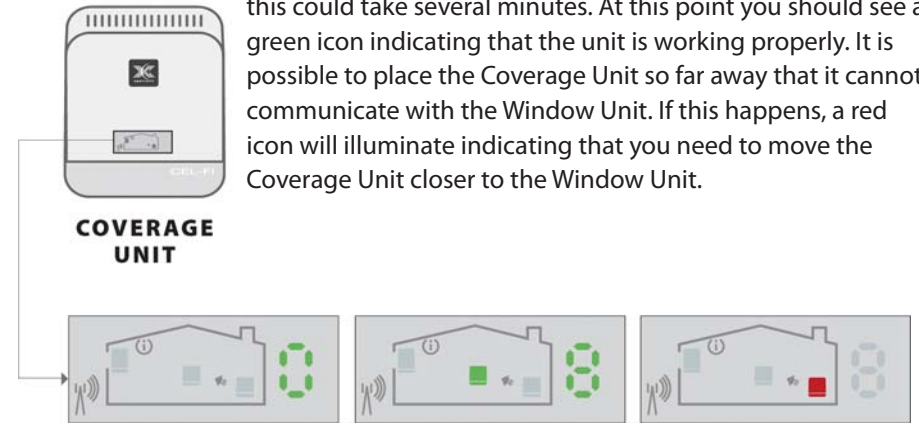 this could take several minutes. At this point you should see a
green icon indicating that the unit is working properly. It is
possible to place the Coverage Unit so far away that it cannot
communicate with the Window Unit. If this happens, a red
icon will illuminate indicating that you need to move the
Coverage Unit closer to the Window Unit.
CEL-FI
COVERAGE
UNIT
i 0
i 8
i 8